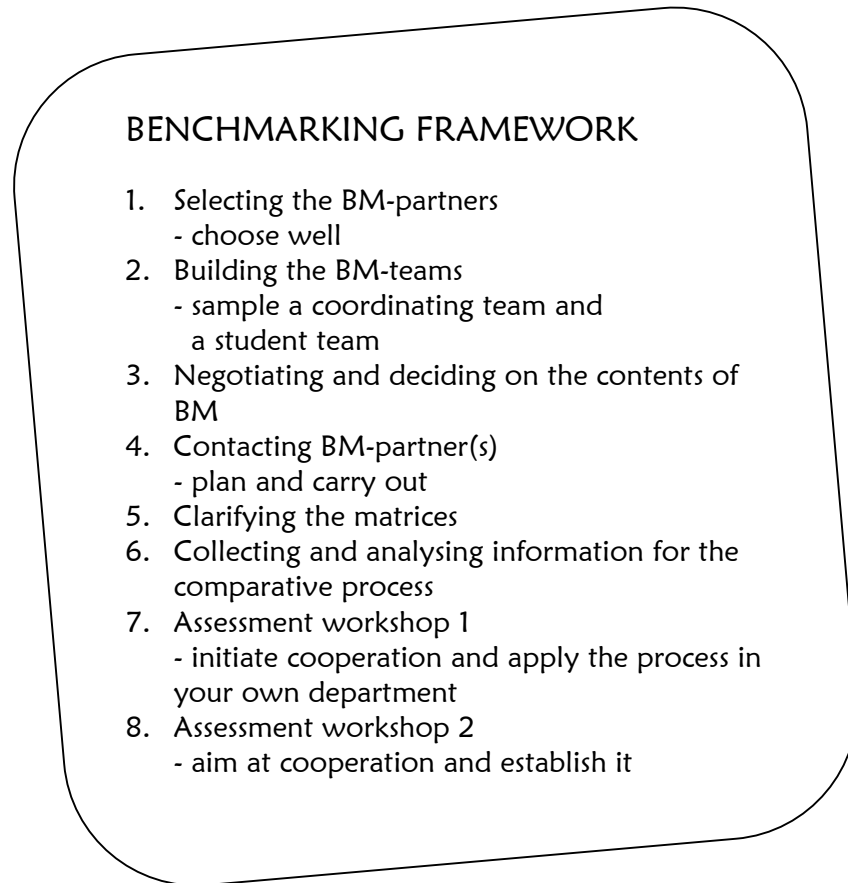 BENCHMARKING FRAMEWORK
1. Selecting the BM-partners
- choose well
2. Building the BM-teams
- sample a coordinating team and
a student team
3. Negotiating and deciding on the contents of
BM
4. Contacting BM-partner(s)
- plan and carry out
5. Clarifying the matrices
6. Collecting and analysing information for the
comparative process
7. Assessment workshop 1
- initiate cooperation and apply the process in
your own department
8. Assessment workshop 2
- aim at cooperation and establish it